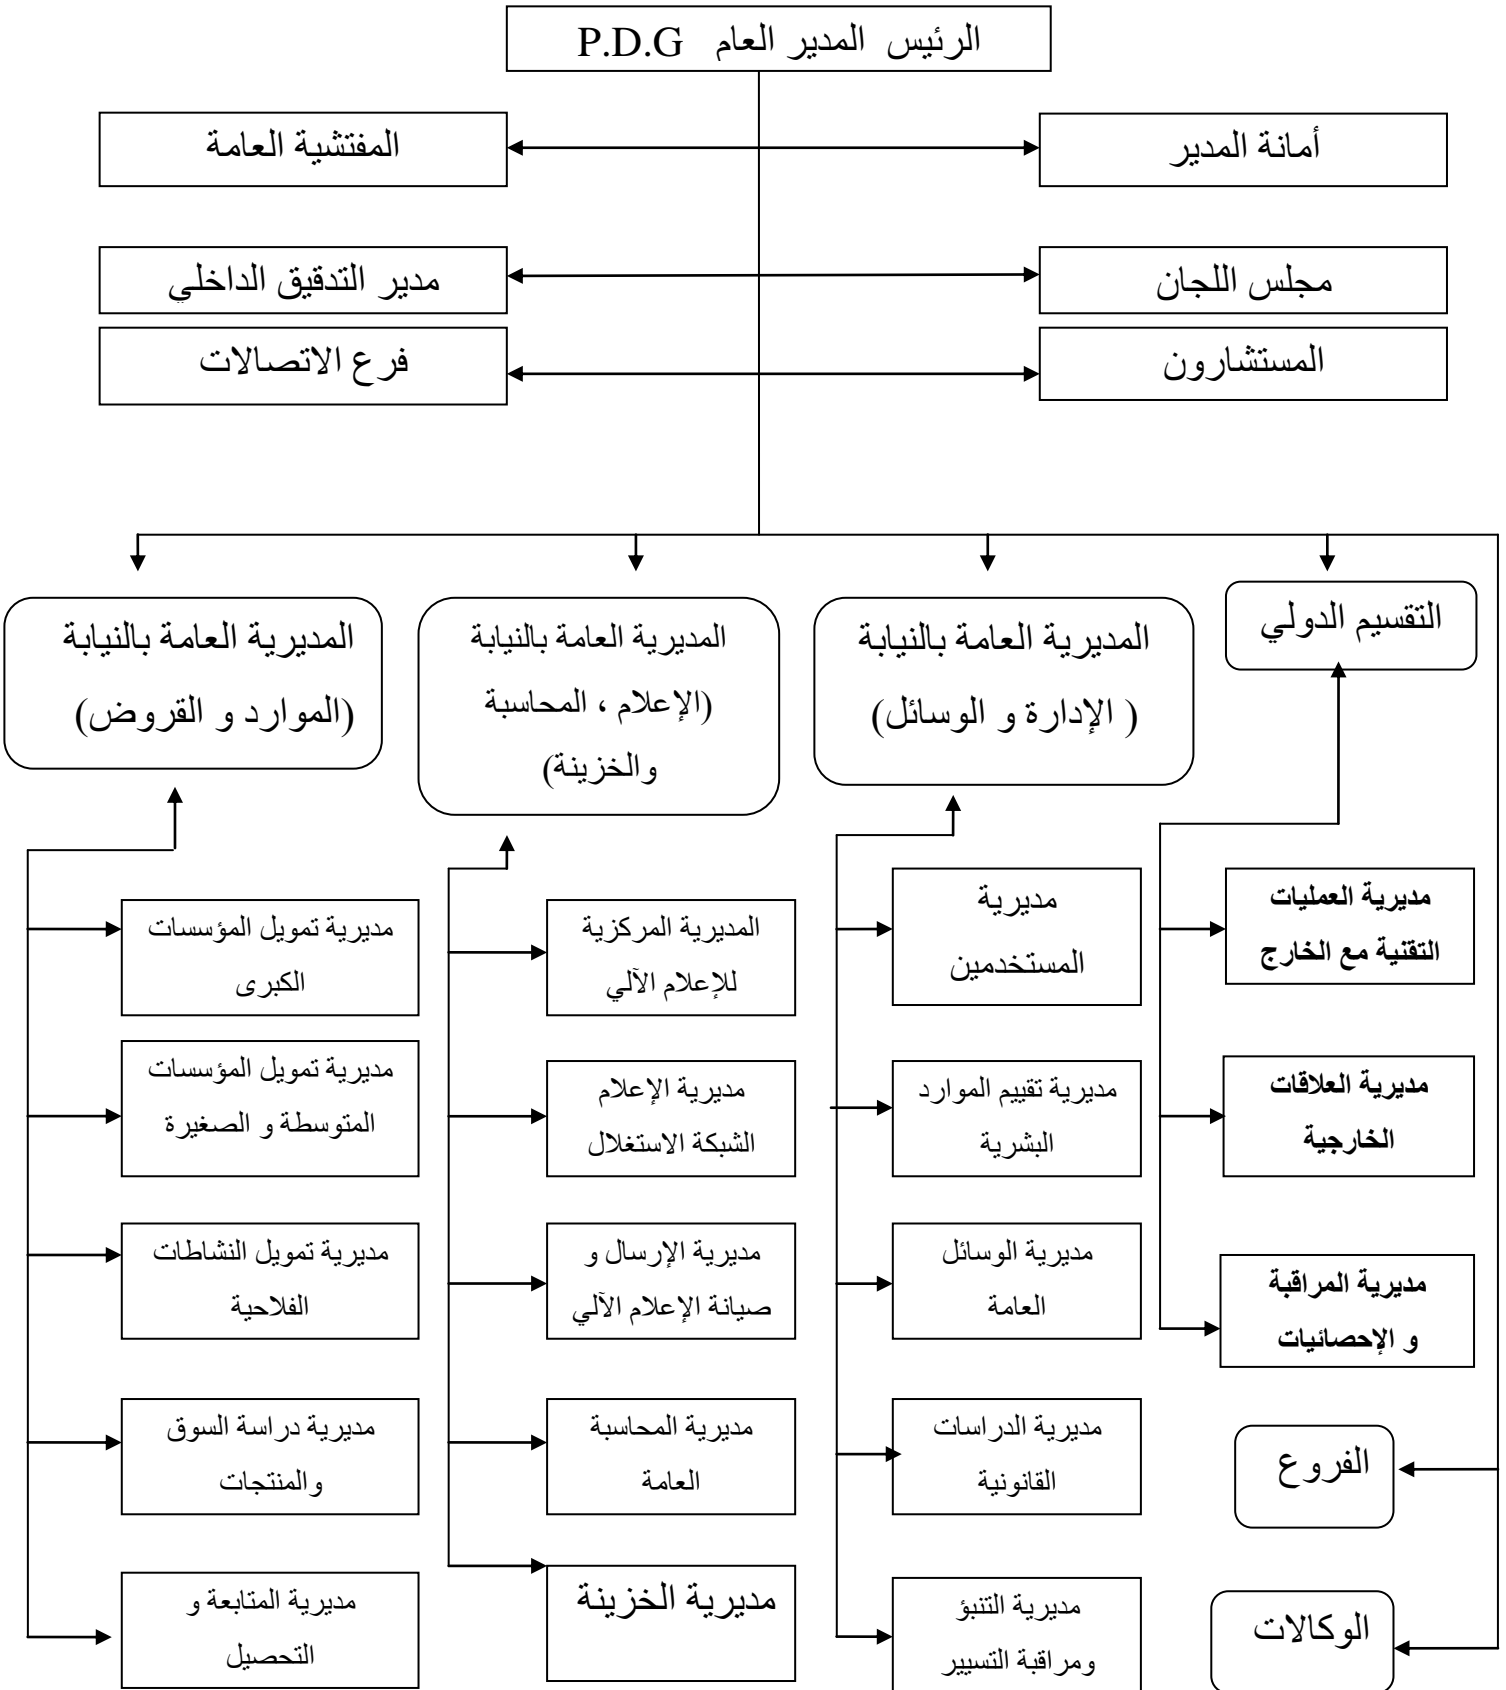 الرئيس المدير العام P.D.G
أمانة المدير
المفتشية العامة
مجلس اللجان
مدير التدقيق الداخلي
المستشارون
فرع الاتصالات
التقسيم الدولي
المديرية العامة بالنيابة
( الإدارة و الوسائل)
المديرية العامة بالنيابة
(الإعلام ، المحاسبة
والخزينة)
المديرية العامة بالنيابة
(الموارد و القروض)
مديرية العمليات
التقنية مع الخارج
مديرية العلاقات
الخارجية
مديرية المراقبة
و الإحصائيات
الفروع
الوكالات
مديرية
المستخدمين
مديرية تقييم الموارد
البشرية
مديرية الوسائل
العامة
مديرية الدراسات
القانونية
مديرية التنبؤ
ومراقبة التسيير
المديرية المركزية
للإعلام الآلي
مديرية الإعلام
الشبكة الاستغلال
مديرية الإرسال و
صيانة الإعلام الآلي
مديرية المحاسبة
العامة
مديرية الخزينة
مديرية تمويل المؤسسات
الكبرى
مديرية تمويل المؤسسات
المتوسطة و الصغيرة
مديرية تمويل النشاطات
الفلاحية
مديرية دراسة السوق
والمنتجات
مديرية المتابعة و
التحصيل